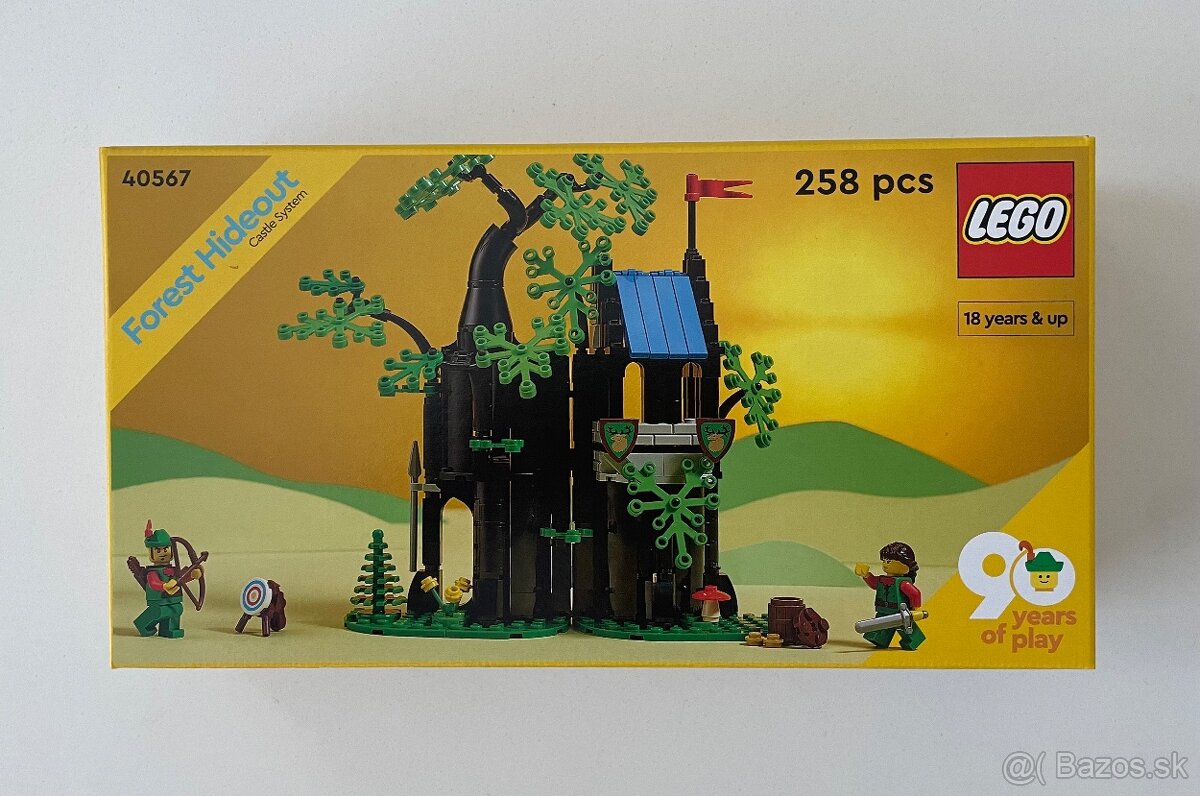 40567
Forest Hideout
Castle System
258 pcs
LEGO
18 years & up
90
years
of play
@( Bazos.sk